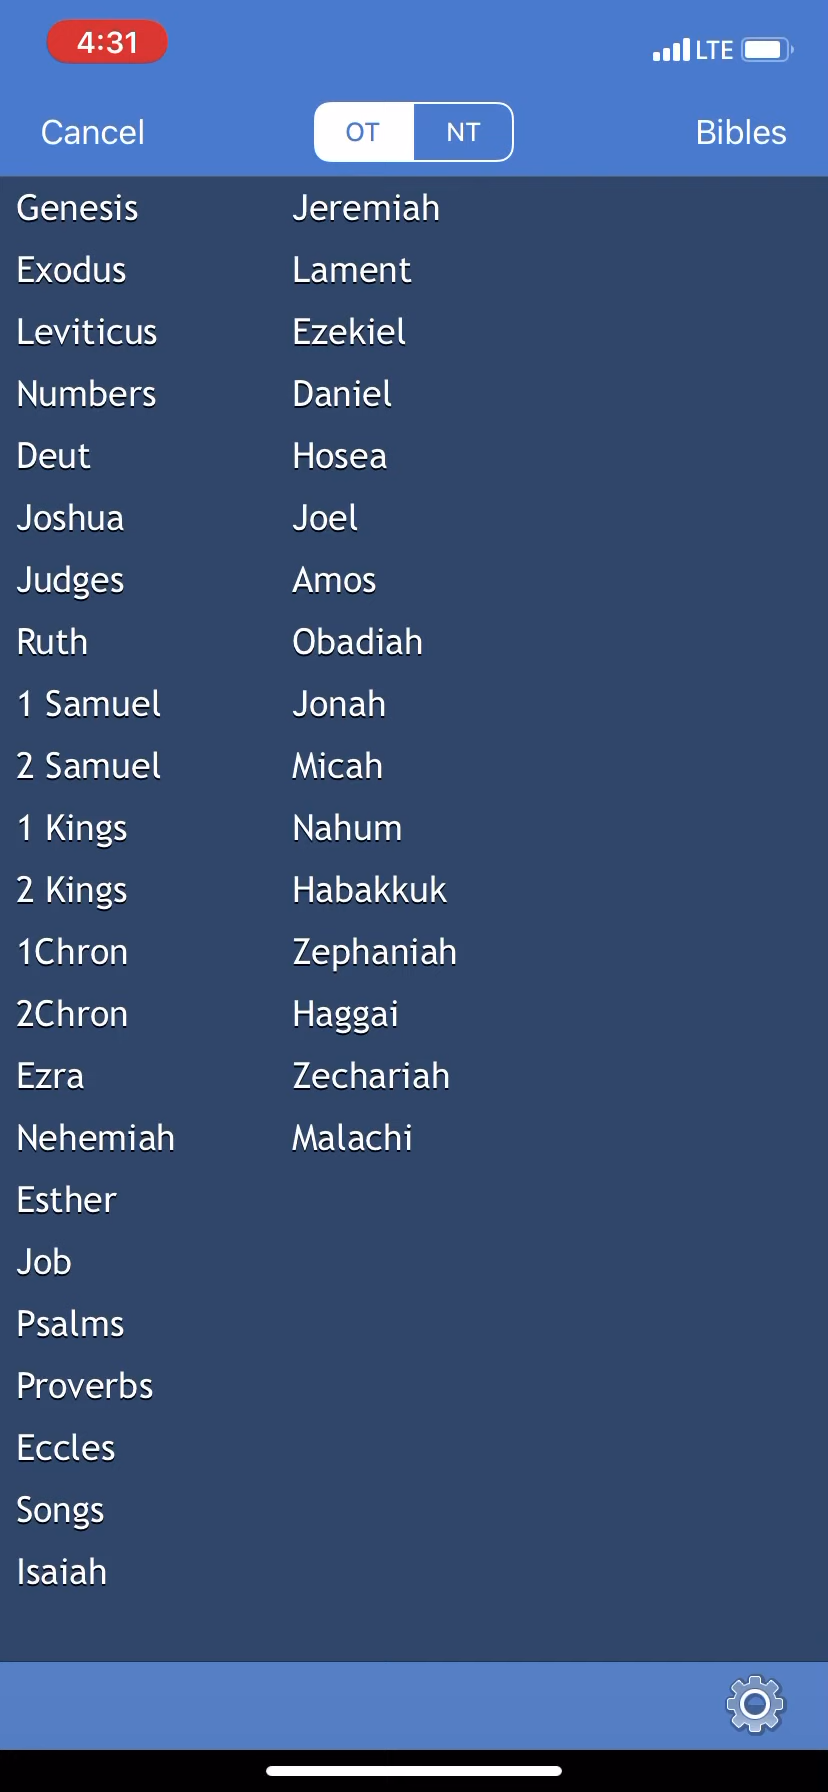 4:31
LTE
Cancel
OT
NT
Bibles
Genesis
Exodus
Leviticus
Numbers
Deut
Joshua
Judges
Ruth
1 Samuel
2 Samuel
1 Kings
2 Kings
1Chron
2Chron
Ezra
Nehemiah
Esther
Job
Psalms
Proverbs
Eccles
Songs
Isaiah
Jeremiah
Lament
Ezekiel
Daniel
Hosea
Joel
Amos
Obadiah
Jonah
Micah
Nahum
Habakkuk
Zephaniah
Haggai
Zechariah
Malachi